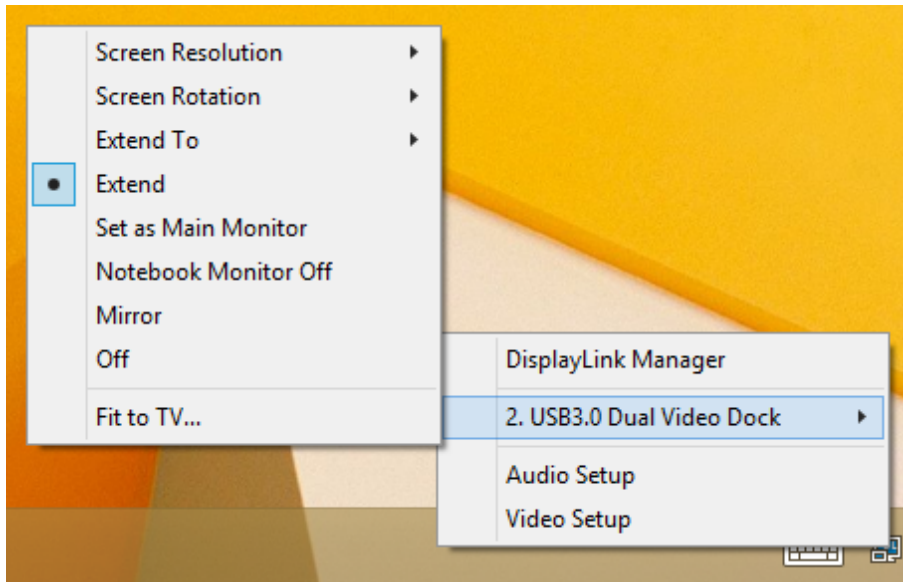 Screen Resolution
Screen Rotation
Extend To
Extend
Set as Main Monitor
Notebook Monitor Off
Mirror
Off
Fit to TV...
DisplayLink Manager
2. USB3.0 Dual Video Dock
Audio Setup
Video Setup